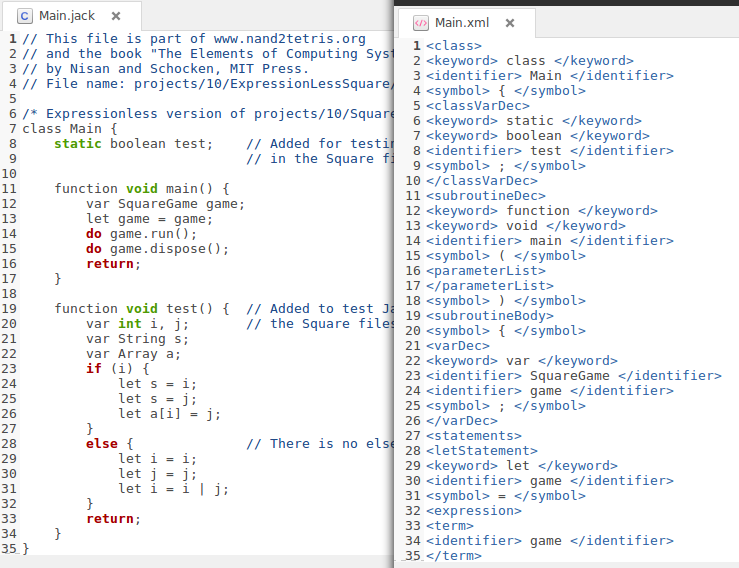 Main.jack
1 // This file is part of www.nand2tetris.org
2 // and the book "The Elements of Computing
3 // by Nisan and Schocken, MIT Press.
4 // File name: projects/10/ExpressionLessSquare/
5
6 /* Expressionless version of projects/10/Square
7 class Main {
8     static boolean test;    // Added for
9                             // in the Square
10
11     function void main() {
12         var SquareGame game;
13         let game = game;
14         do game.run();
15         do game.dispose();
16         return;
17     }
18
19     function void test() {  // Added to test
20         var int i, j;       // the Square files
21         var String s;
22         var Array a;
23         if (i) {
24             let s = i;
25             let s = j;
26             let a[i] = j;
27         }
28         else {              // There is no else
29             let i = i;
30             let j = j;
31             let i = i | j;
32         }
33         return;
34     }
35 }
Main.xml
1 <class>
2 <keyword> class </keyword>
3 <identifier> Main </identifier>
4 <symbol> { </symbol>
5 <classVarDec>
6 <keyword> static </keyword>
7 <keyword> boolean </keyword>
8 <identifier> test </identifier>
9 <symbol> ; </symbol>
10 </classVarDec>
11 <subroutineDec>
12 <keyword> function </keyword>
13 <keyword> void </keyword>
14 <identifier> main </identifier>
15 <symbol> ( </symbol>
16 <parameterList>
17 </parameterList>
18 <symbol> ) </symbol>
19 <subroutineBody>
20 <symbol> { </symbol>
21 <varDec>
22 <keyword> var </keyword>
23 <identifier> SquareGame </identifier>
24 <identifier> game </identifier>
25 <symbol> ; </symbol>
26 </varDec>
27 <statements>
28 <letStatement>
29 <keyword> let </keyword>
30 <identifier> game </identifier>
31 <symbol> = </symbol>
32 <expression>
33 <term>
34 <identifier> game </identifier>
35 </term>